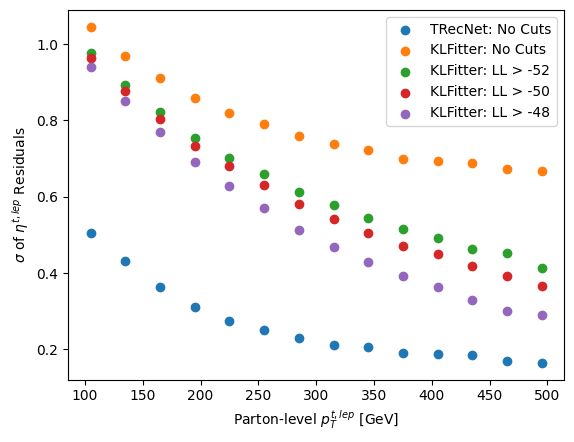 TRecNet: No Cuts
KLFitter: No Cuts
KLFitter: LL > -52
KLFitter: LL > -50
KLFitter: LL > -48
σ of η^{t,lep} Residuals
1.0
0.8
0.6
0.4
0.2
100 150 200 250 300 350 400 450 500
Parton-level p_T^{t,lep} [GeV]